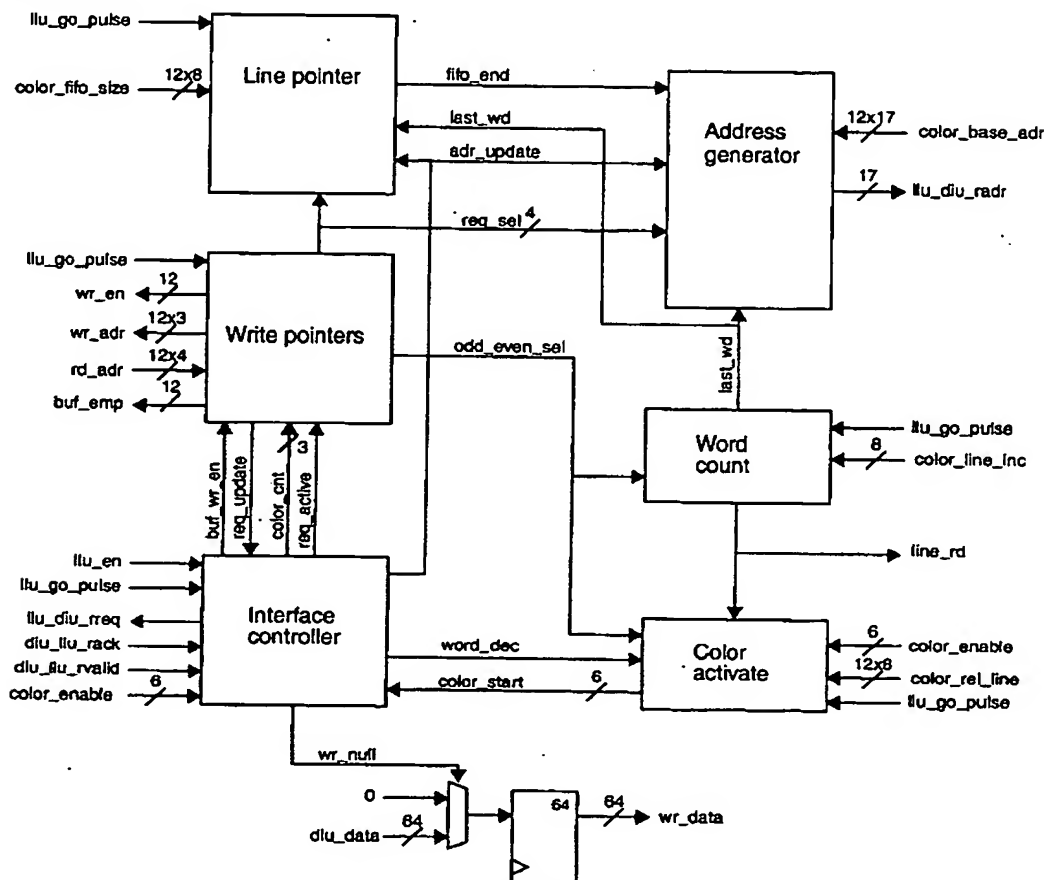 llu_go_pulse
color_fifo_size
12x8
Line pointer
fifo_end
last_wd
adr_update
req_sel
4
Address
generator
12x17
color_base_adr
17
llu_diu_radr
llu_go_pulse
wr_en
12
wr_adr
12x3
rd_adr
12x4
buf_emp
12
Write pointers
odd_even_sel
last_wd
Word
count
llu_go_pulse
8
color_line_inc
buf_wr_en
req_update
color_cnt
3
req_active
line_rd
llu_en
llu_go_pulse
llu_diu_rreq
diu_llu_rack
diu_llu_rvalid
color_enable
6
Interface
controller
word_dec
color_start
6
Color
activate
6
color_enable
12x8
color_rel_line
llu_go_pulse
wr_null
0
diu_data
64
64
64
wr_data